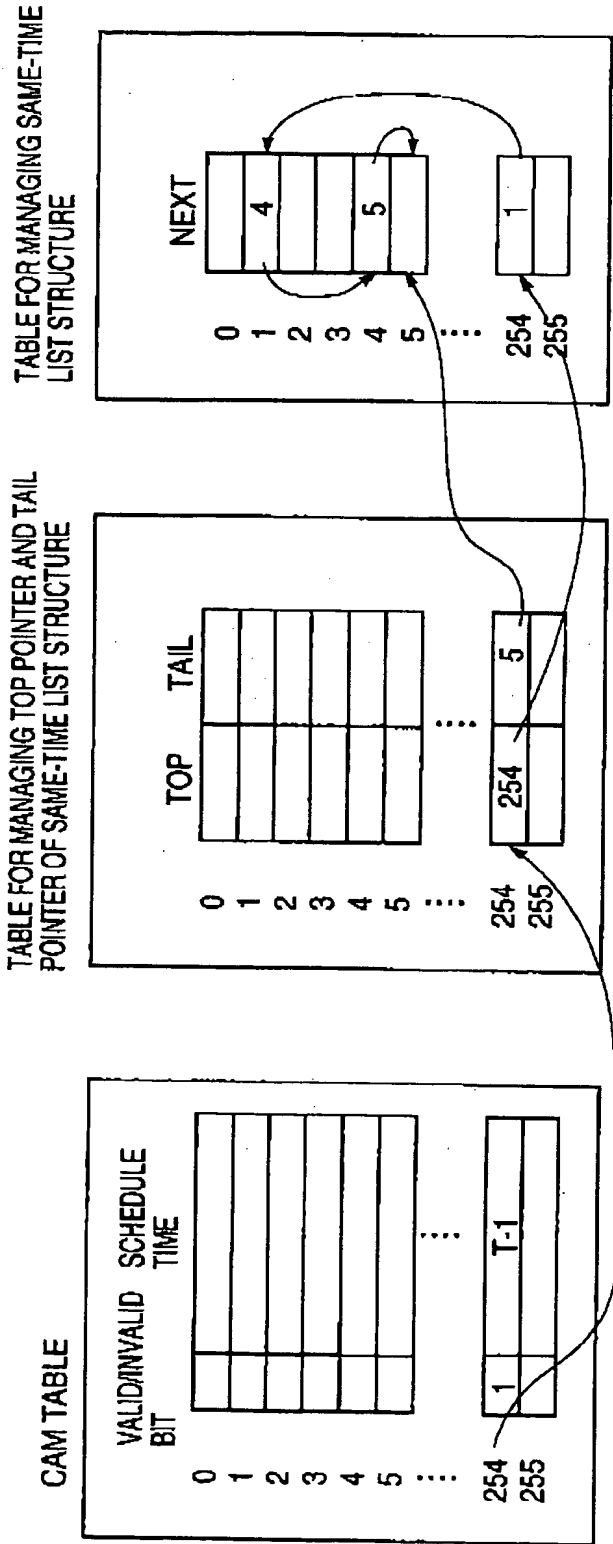 CAM TABLE
VALID/INVALID BIT
SCHEDULE TIME
0
1
2
3
4
5
....
....
254 1 T-1
255
TABLE FOR MANAGING TOP POINTER AND TAIL
POINTER OF SAME-TIME LIST STRUCTURE
TOP TAIL
0
1
2
3
4
5
....
....
254 254 5
255
TABLE FOR MANAGING SAME-TIME
LIST STRUCTURE
NEXT
0
1 4
2
3
4 5
5
....
254 1
255